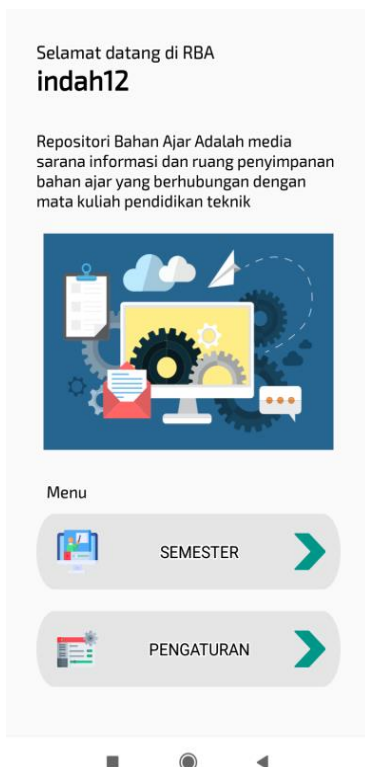 Selamat datang di RBA
indah12
Repositori Bahan Ajar Adalah media
sarana informasi dan ruang penyimpanan
bahan ajar yang berhubungan dengan
mata kuliah pendidikan teknik
Menu
SEMESTER
PENGATURAN